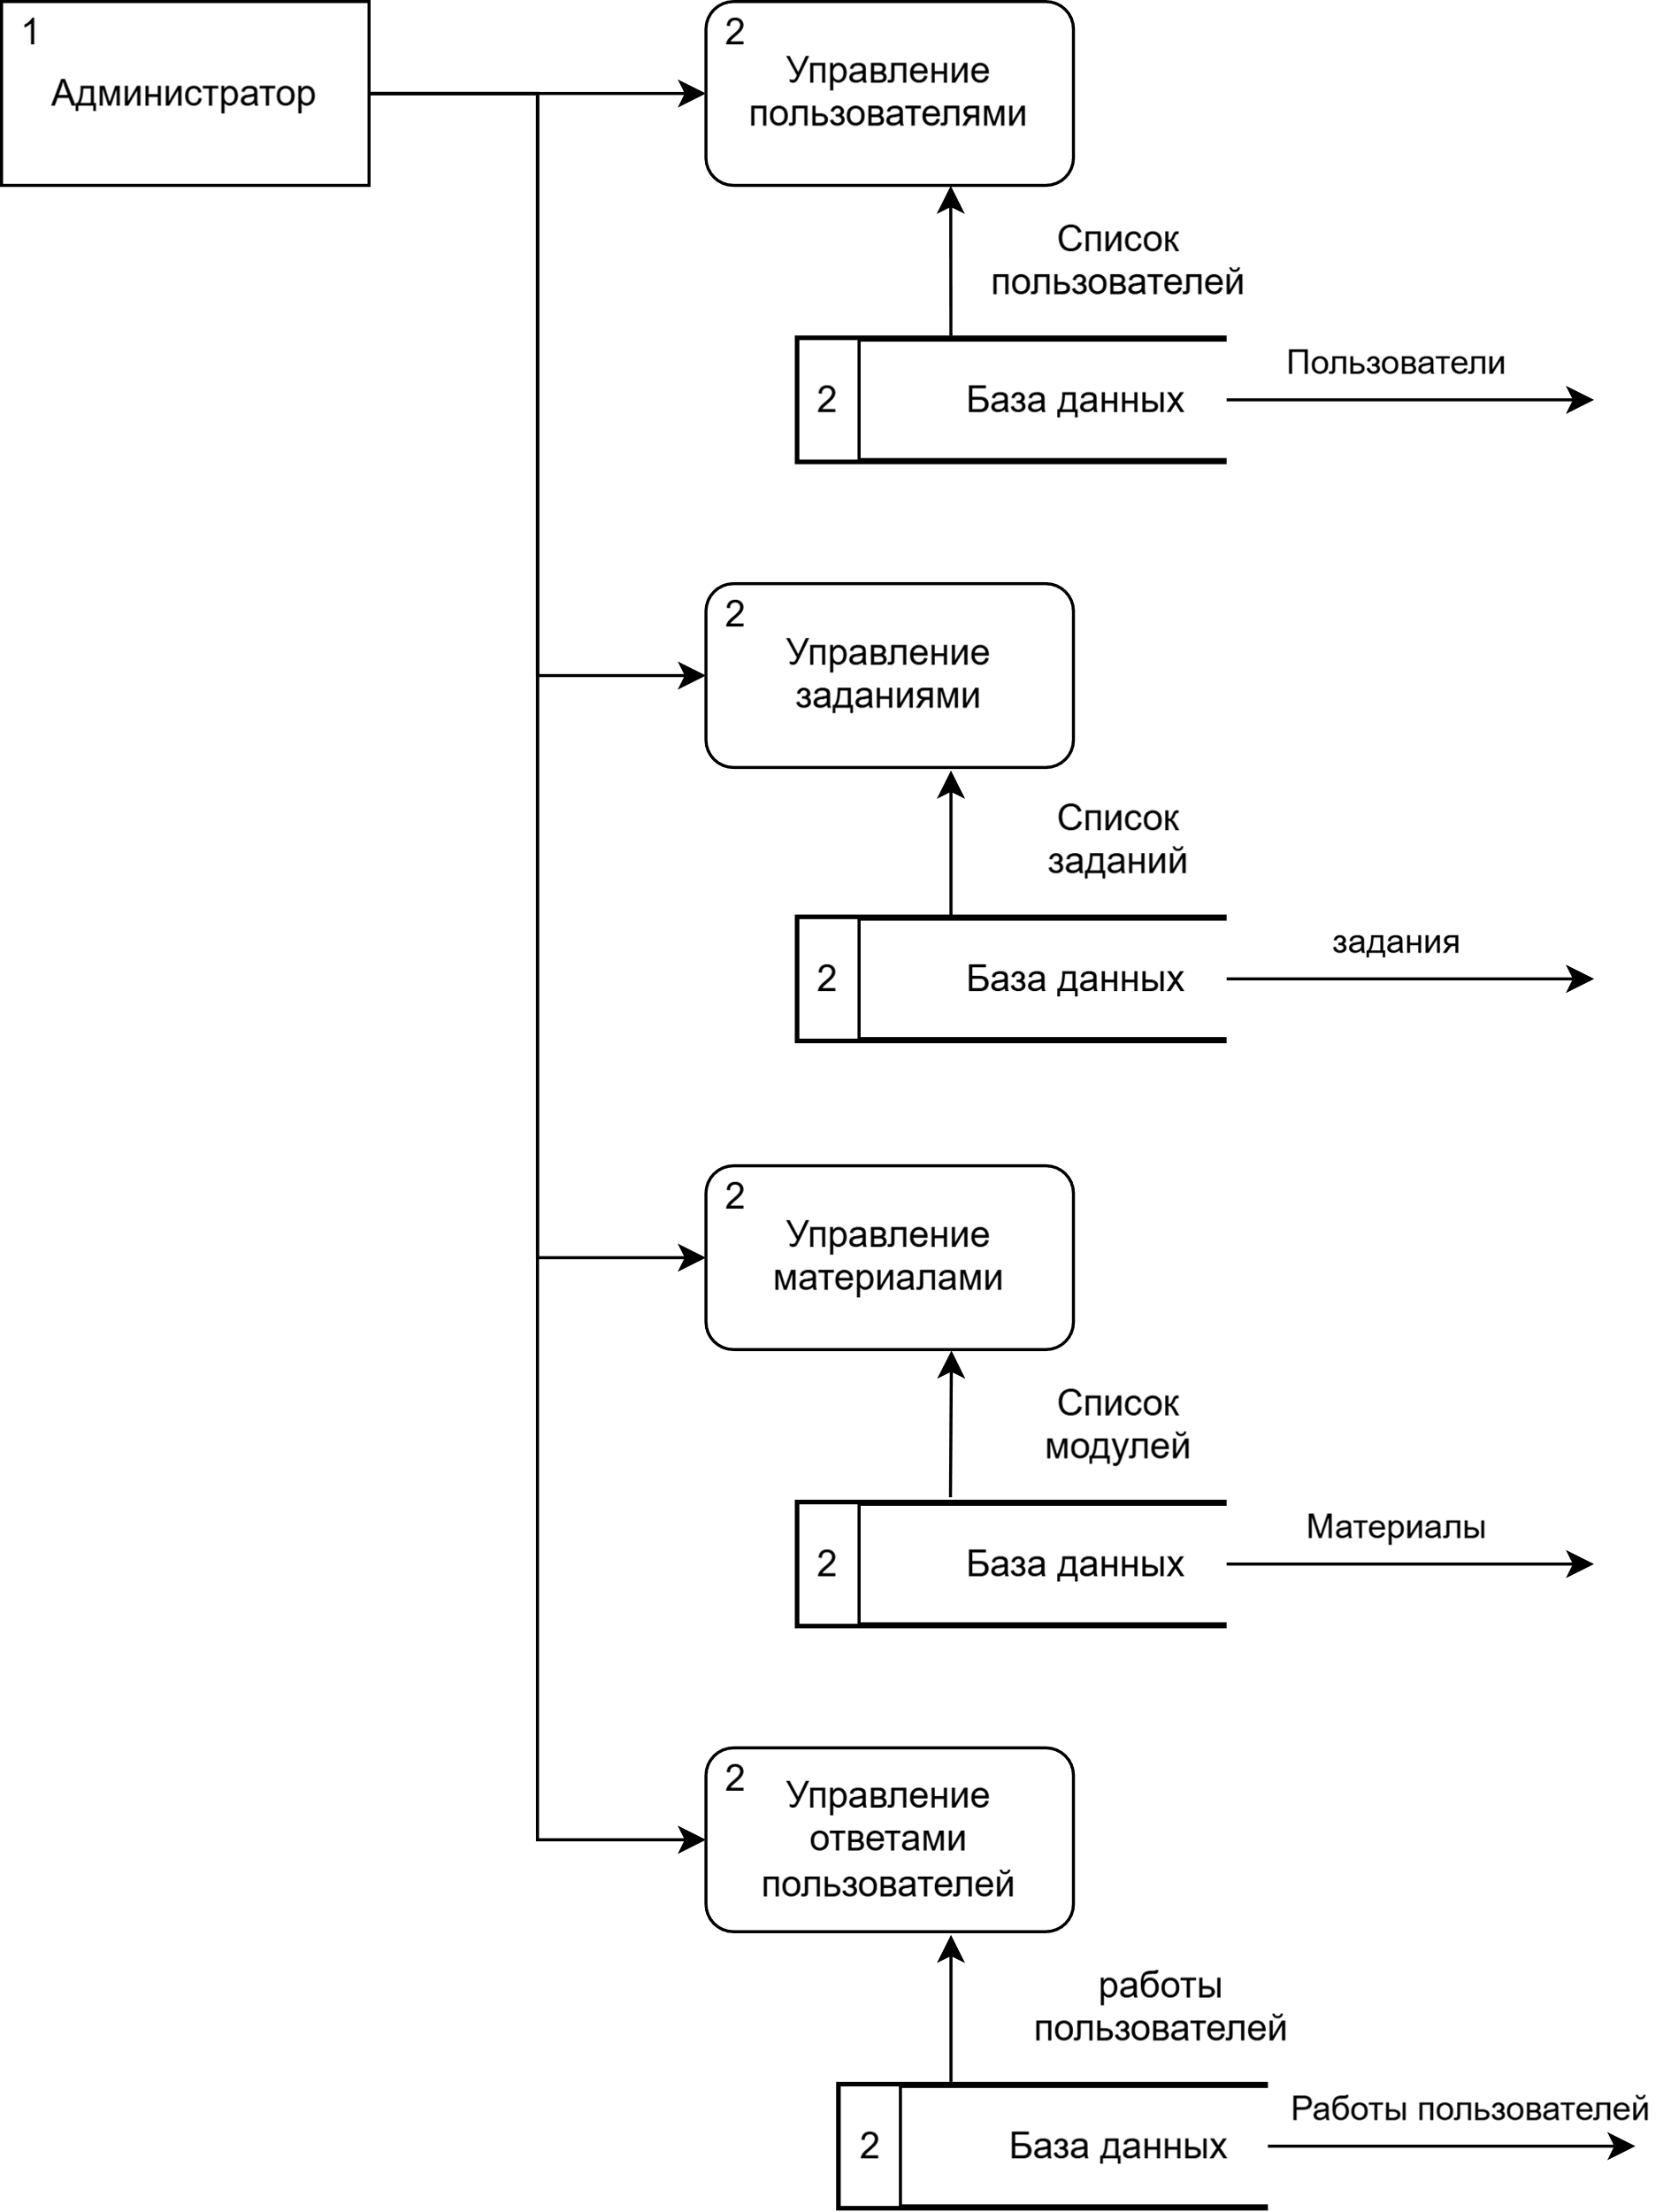 1
Администратор
2
Управление
пользователями
Список
пользователей
2
База данных
Пользователи
2
Управление
заданиями
Список
заданий
2
База данных
задания
2
Управление
материалами
Список
модулей
2
База данных
Материалы
2
Управление
ответами
пользователей
работы
пользователей
2
База данных
Работы пользователей